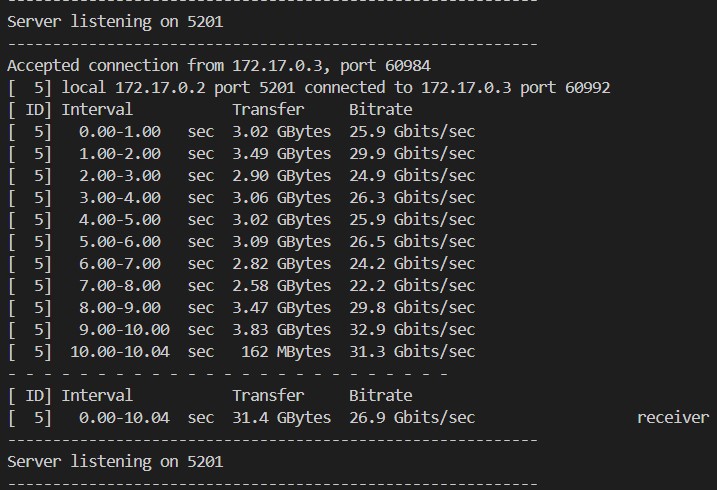 -----------------------------------------------------------
Server listening on 5201
-----------------------------------------------------------
Accepted connection from 172.17.0.3, port 60984
[  5] local 172.17.0.2 port 5201 connected to 172.17.0.3 port 60992
[ ID] Interval           Transfer     Bitrate
[  5]   0.00-1.00   sec  3.02 GBytes  25.9 Gbits/sec
[  5]   1.00-2.00   sec  3.49 GBytes  29.9 Gbits/sec
[  5]   2.00-3.00   sec  2.90 GBytes  24.9 Gbits/sec
[  5]   3.00-4.00   sec  3.06 GBytes  26.3 Gbits/sec
[  5]   4.00-5.00   sec  3.02 GBytes  25.9 Gbits/sec
[  5]   5.00-6.00   sec  3.09 GBytes  26.5 Gbits/sec
[  5]   6.00-7.00   sec  2.82 GBytes  24.2 Gbits/sec
[  5]   7.00-8.00   sec  2.58 GBytes  22.2 Gbits/sec
[  5]   8.00-9.00   sec  3.47 GBytes  29.8 Gbits/sec
[  5]   9.00-10.00  sec  3.83 GBytes  32.9 Gbits/sec
[  5]  10.00-10.04  sec   162 MBytes  31.3 Gbits/sec
- - - - - - - - - - - - - - - - - - - - - - - - -
[ ID] Interval           Transfer     Bitrate
[  5]   0.00-10.04  sec  31.4 GBytes  26.9 Gbits/sec                  receiver
-----------------------------------------------------------
Server listening on 5201
-----------------------------------------------------------